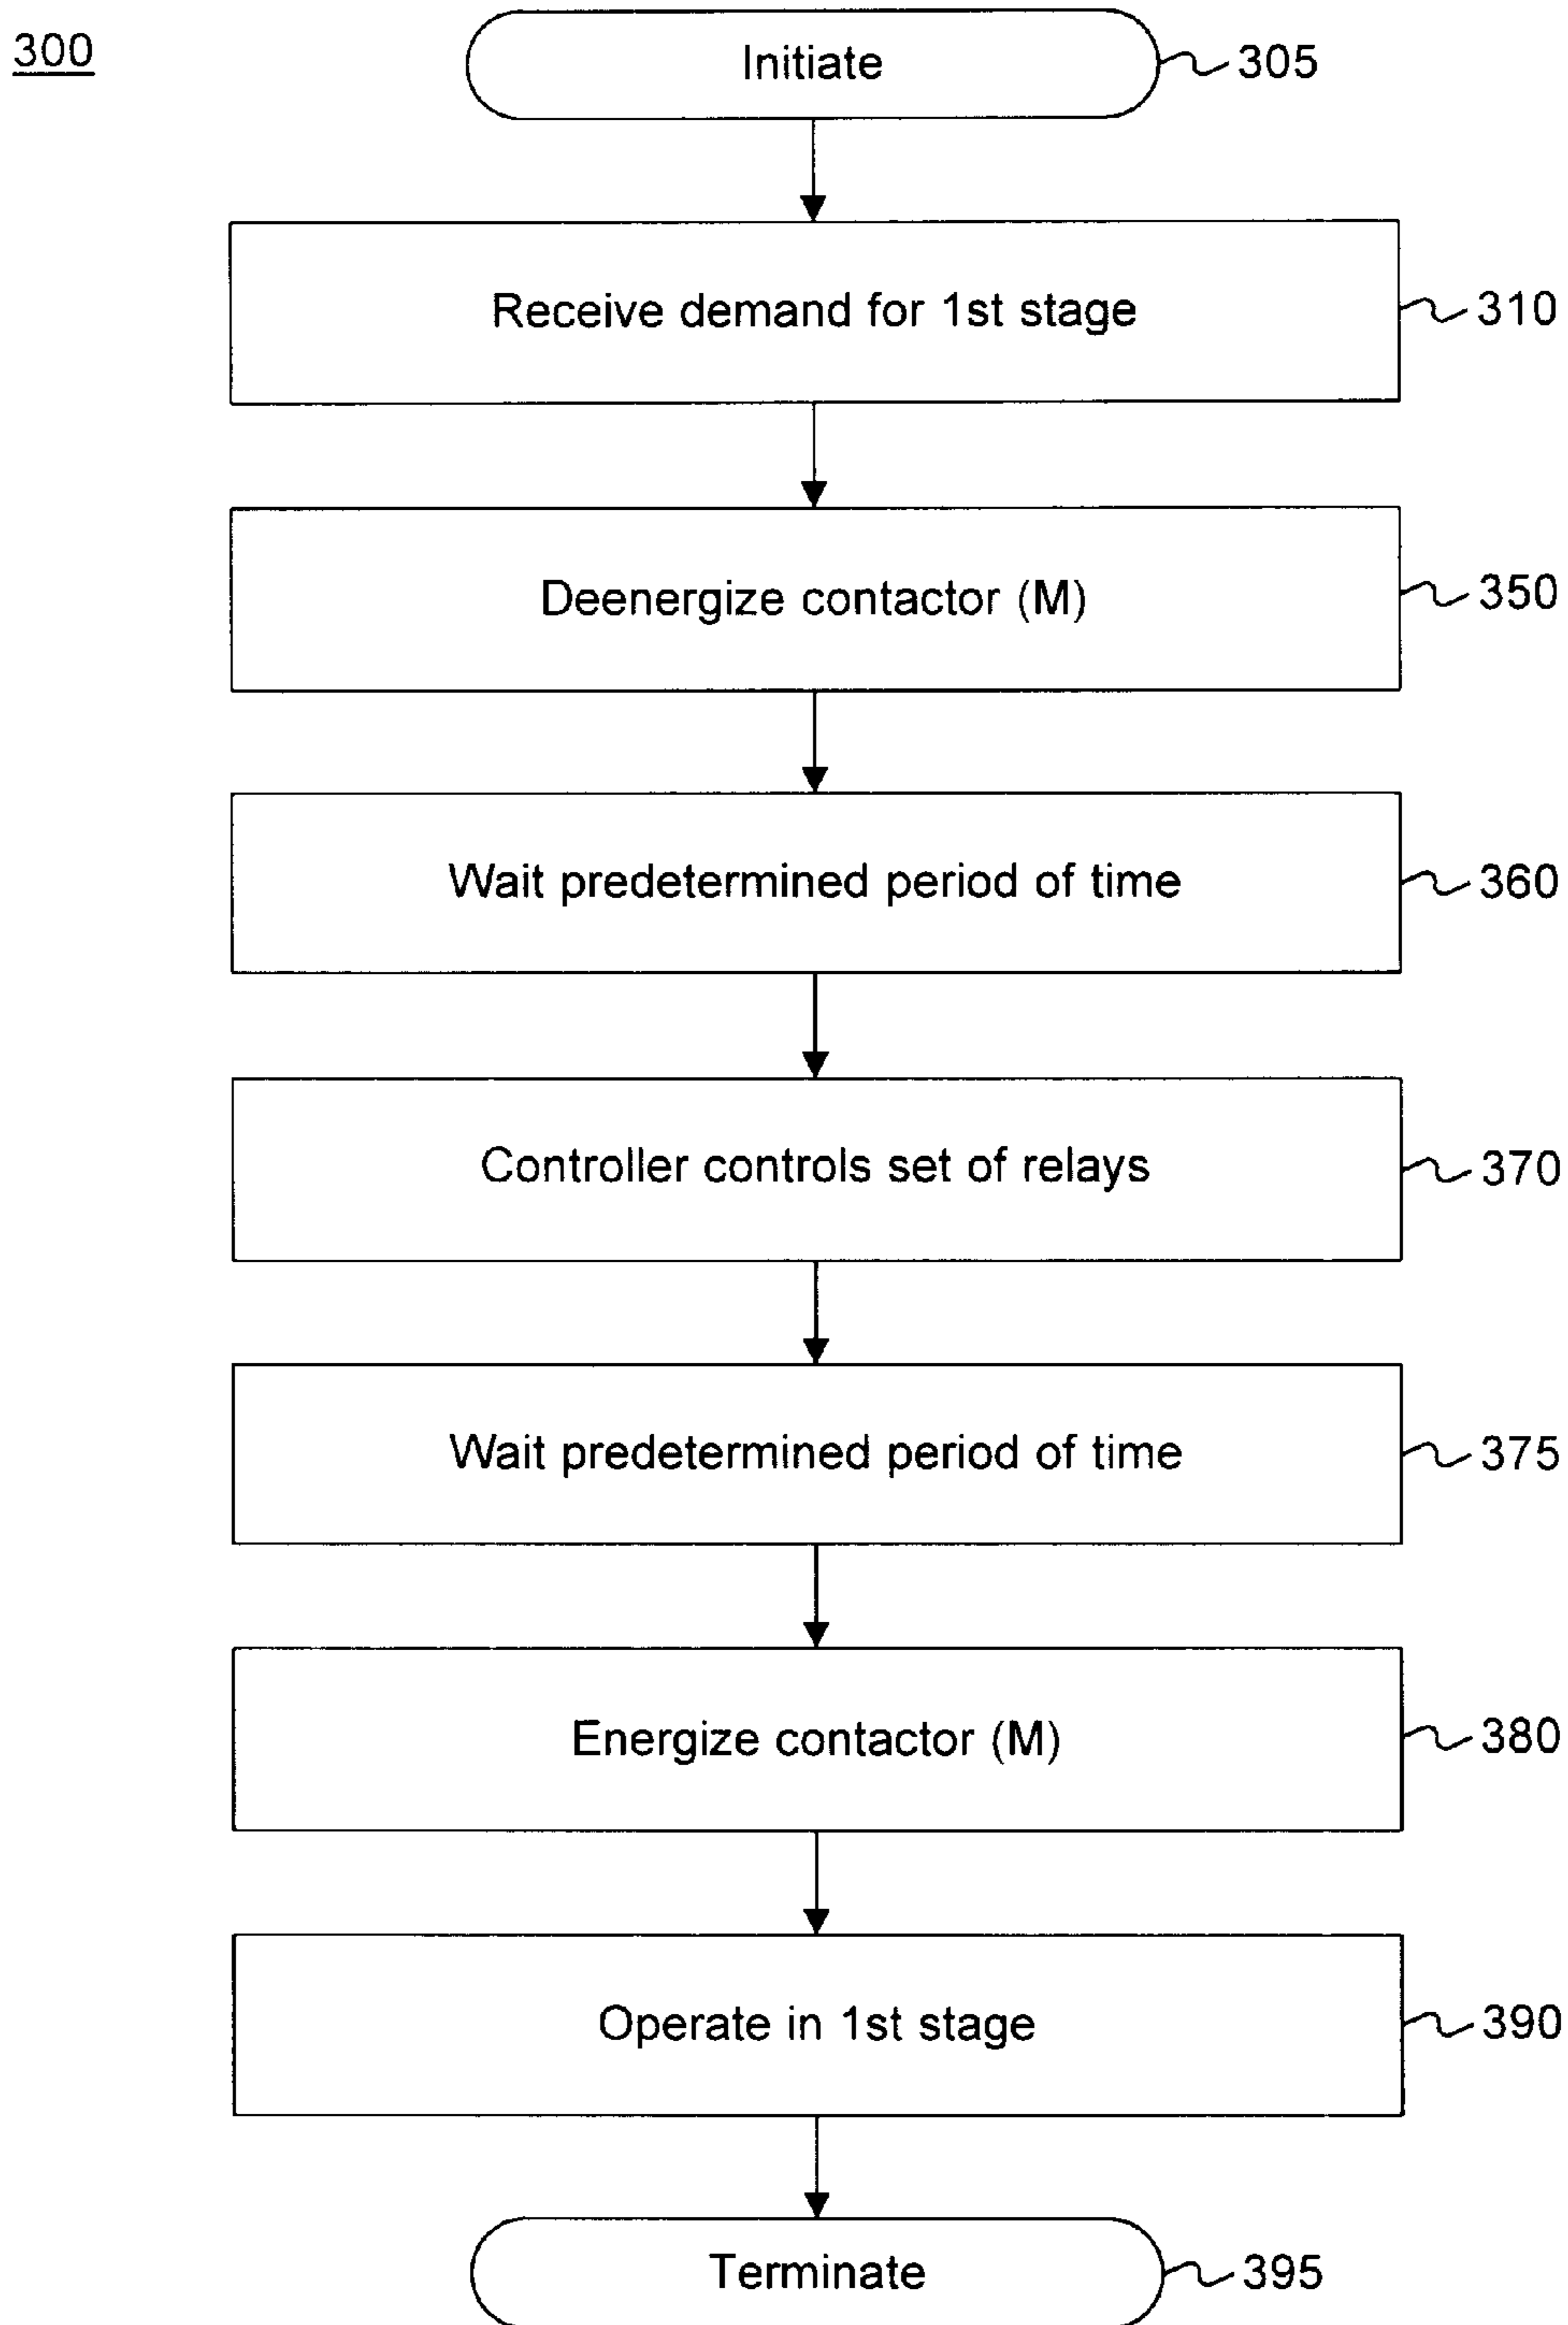 300
Initiate
305
Receive demand for 1st stage
310
Deenergize contactor (M)
350
Wait predetermined period of time
360
Controller controls set of relays
370
Wait predetermined period of time
375
Energize contactor (M)
380
Operate in 1st stage
390
Terminate
395